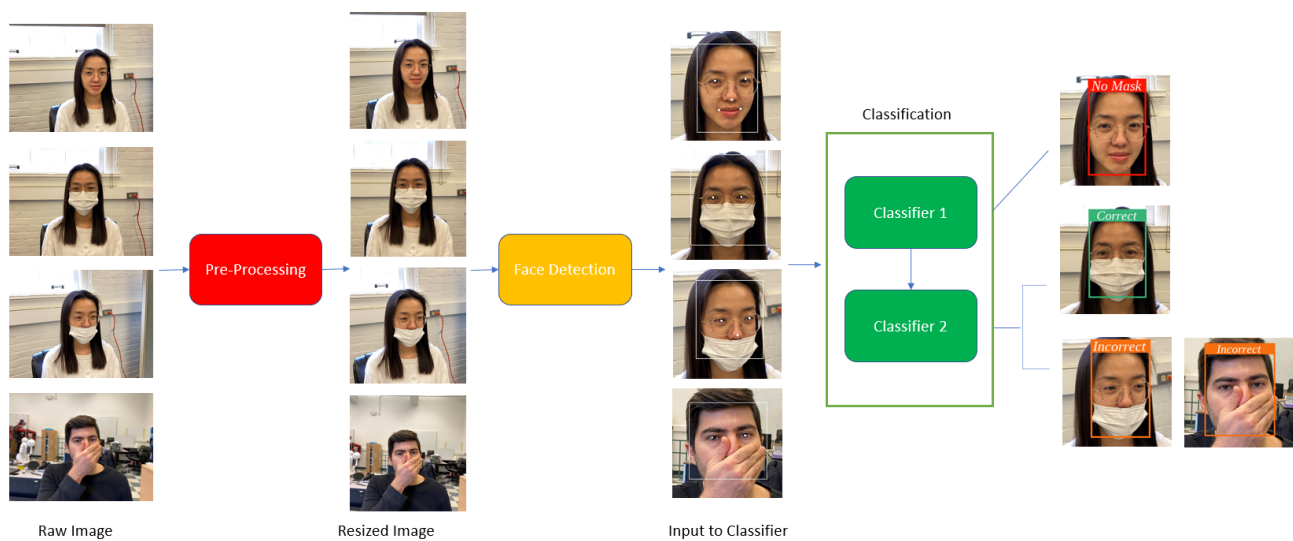 Classification
No Mask
Classifier 1
Correct
Pre-Processing
Face Detection
Classifier 2
Incorrect
Incorrect
Raw Image
Resized Image
Input to Classifier